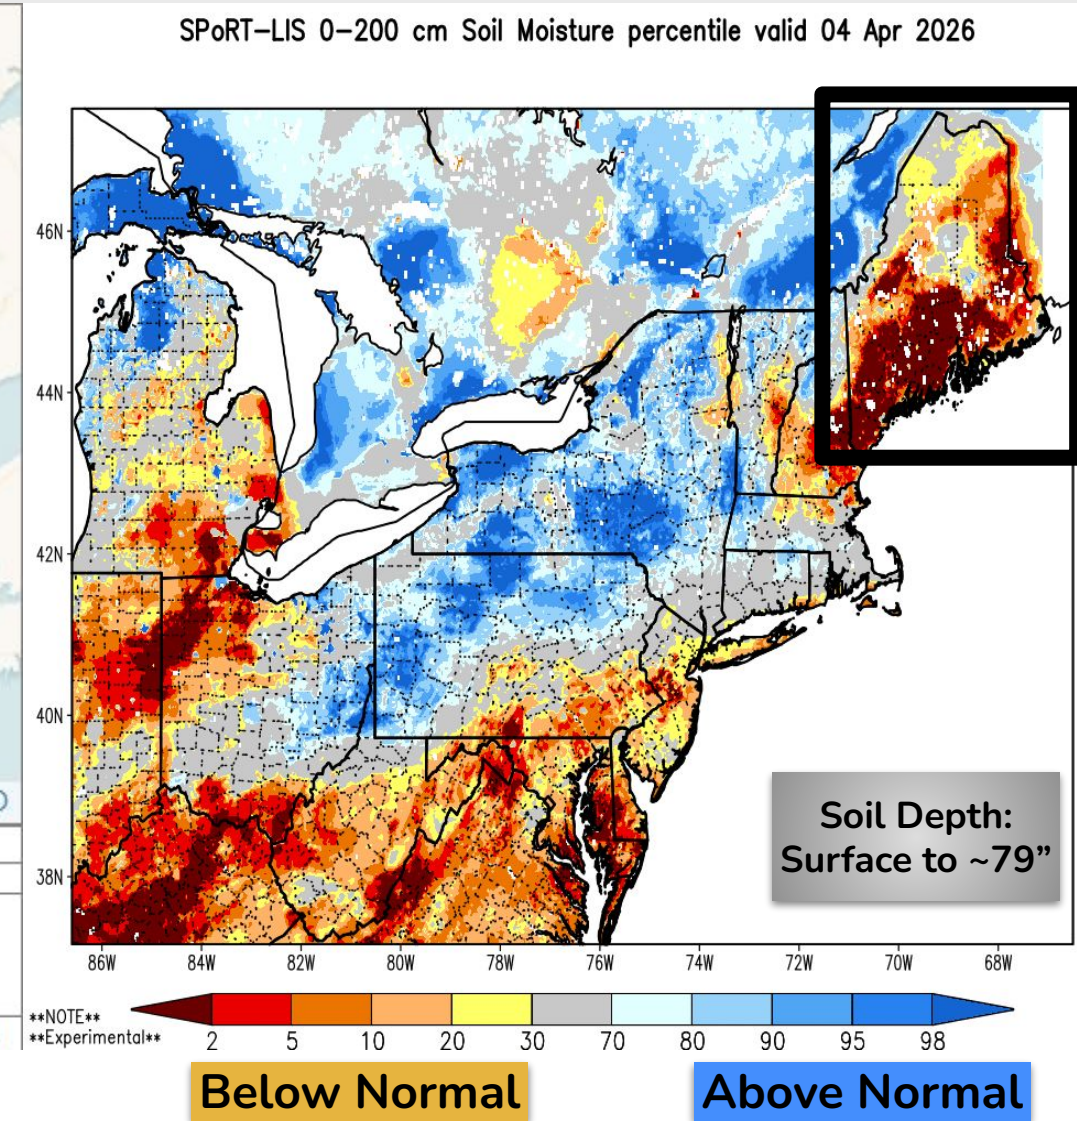 SPoRT-LIS 0-200 cm Soil Moisture percentile valid 04 Apr 2026
46N
44N
42N
40N
38N
Soil Depth:
Surface to ~79”
86W 84W 82W 80W 78W 76W 74W 72W 70W 68W
**NOTE**
**Experimental**
2 5 10 20 30 70 80 90 95 98
Below Normal
Above Normal